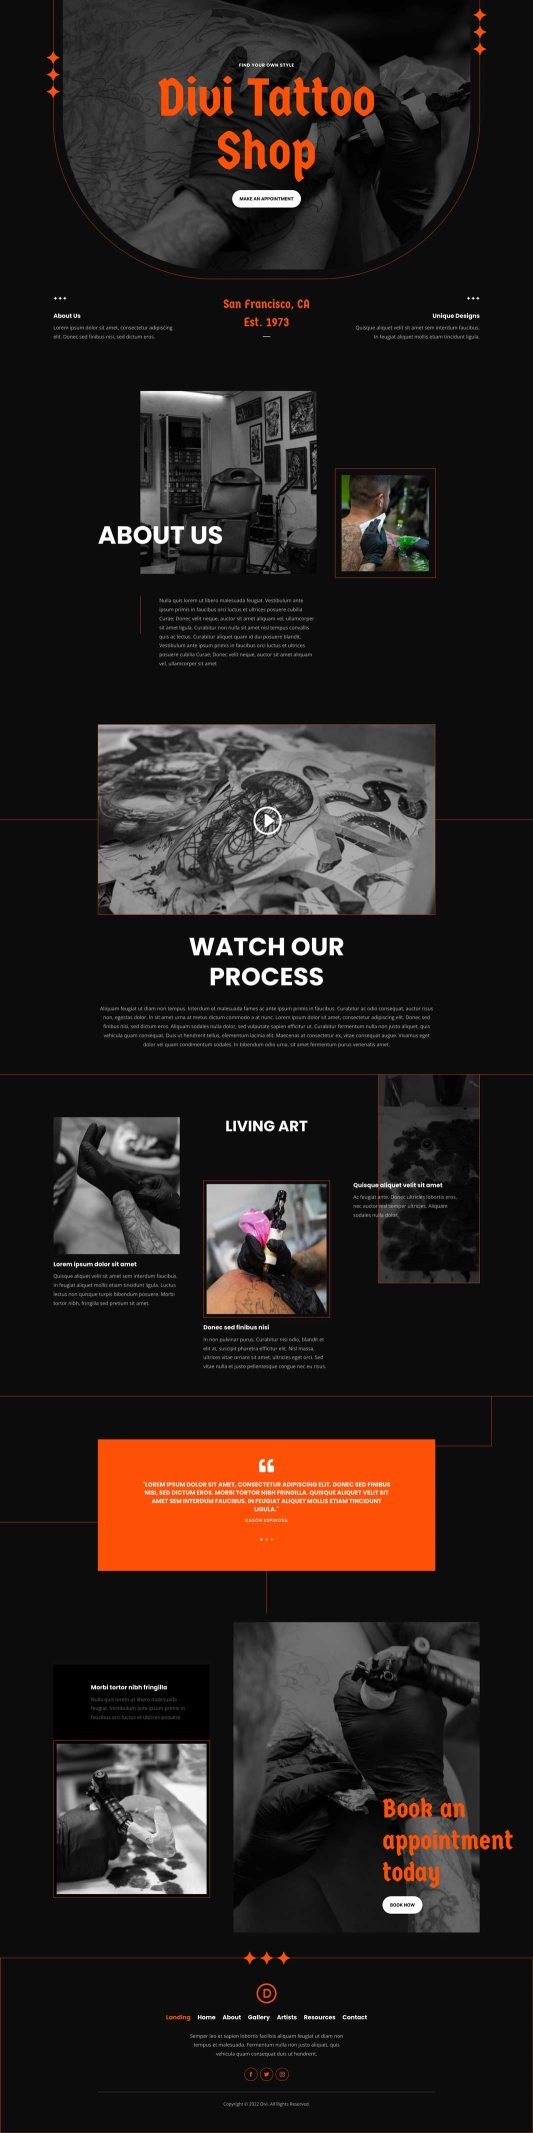 FIND YOUR OWN STYLE
Divi Tattoo
Shop
MAKE AN APPOINTMENT
About Us
Lorem ipsum dolor sit amet, consectetur adipiscing
elit. Donec sed finibus nisi, sed dictum eros.
San Francisco, CA
Est. 1973
Unique Designs
Quisque aliquet velit sit amet sem interdum faucibus.
In feugiat aliquet mollis etiam tincidunt ligula.
ABOUT US
Nulla quis lorem ut libero malesuada feugiat. Vestibulum ante
ipsum primis in faucibus orci luctus et ultrices posuere cubilia
Curae; Donec velit neque, auctor sit amet aliquam vel, ullamcorper
sit amet ligula. Curabitur non nulla sit amet nisl tempus convallis
quis ac lectus. Curabitur aliquet quam id dui posuere blandit.
Vestibulum ante ipsum primis in faucibus orci luctus et ultrices
posuere cubilia Curae; Donec velit neque, auctor sit amet aliquam
vel, ullamcorper sit amet
WATCH OUR
PROCESS
Aliquam feugiat ut diam non tempus. Interdum et malesuada fames ac ante ipsum primis in faucibus. Curabitur ac odio consequat, auctor risus
non, egestas dolor. In sit amet urna at metus dictum commodo a at nunc. Lorem ipsum dolor sit amet, consectetur adipiscing elit. Donec sed
finibus nisi, sed dictum eros. Aliquam sodales nulla dolor, sed vulputate sapien efficitur ut. Curabitur fermentum nulla non justo aliquet, quis
vehicula quam consequat. Duis ut hendrerit tellus, elementum lacinia elit. Maecenas at consectetur ex, vitae consequat augue. Vivamus eget
dolor vel quam condimentum sodales. In bibendum odio urna, sit amet fermentum purus venenatis amet.
LIVING ART
Lorem ipsum dolor sit amet
Quisque aliquet velit sit amet sem interdum faucibus.
In feugiat aliquet mollis etiam tincidunt ligula. Luctus
lectus non quisque turpis bibendum posuere. Morbi
tortor nibh, fringilla sed pretium sit amet.
Donec sed finibus nisi
In non pulvinar purus. Curabitur nisi odio, blandit et
elit at, suscipit pharetra efficitur elit. Nisl massa,
ultrices vitae ornare sit amet, ultricies eget orci. Sed
vitae nulla et justo pellentesque congue nec eu risus.
Quisque aliquet velit sit amet
Ac feugiat ante. Donec ultricies lobortis eros,
nec auctor nisl semper ultricies. Aliquam
sodales nulla dolor.
"LOREM IPSUM DOLOR SIT AMET, CONSECTETUR ADIPISCING ELIT. DONEC SED FINIBUS
NISI, SED DICTUM EROS. MORBI TORTOR NIBH FRINGILLA. QUISQUE ALIQUET VELIT SIT
AMET SEM INTERDUM FAUCIBUS. IN FEUGIAT ALIQUET MOLLIS ETIAM TINCIDUNT
LIGULA."
KASON ESPINOSA
Morbi tortor nibh fringilla
Nulla quis lorem ut libero malesuada
feugiat. Vestibulum ante ipsum primis in
faucibus orci luctus et ultrices posuere
Book an
appointment
today
BOOK NOW
D
Landing Home About Gallery Artists Resources Contact
Semper leo et sapien lobortis facilisis aliquam feugiat ut diam non
tempus et malesuada. Fermentum nulla non justo aliquet, quis
vehicula quam consequat duis ut hendrerit.
Copyright © 2022 Divi. All Rights Reserved.